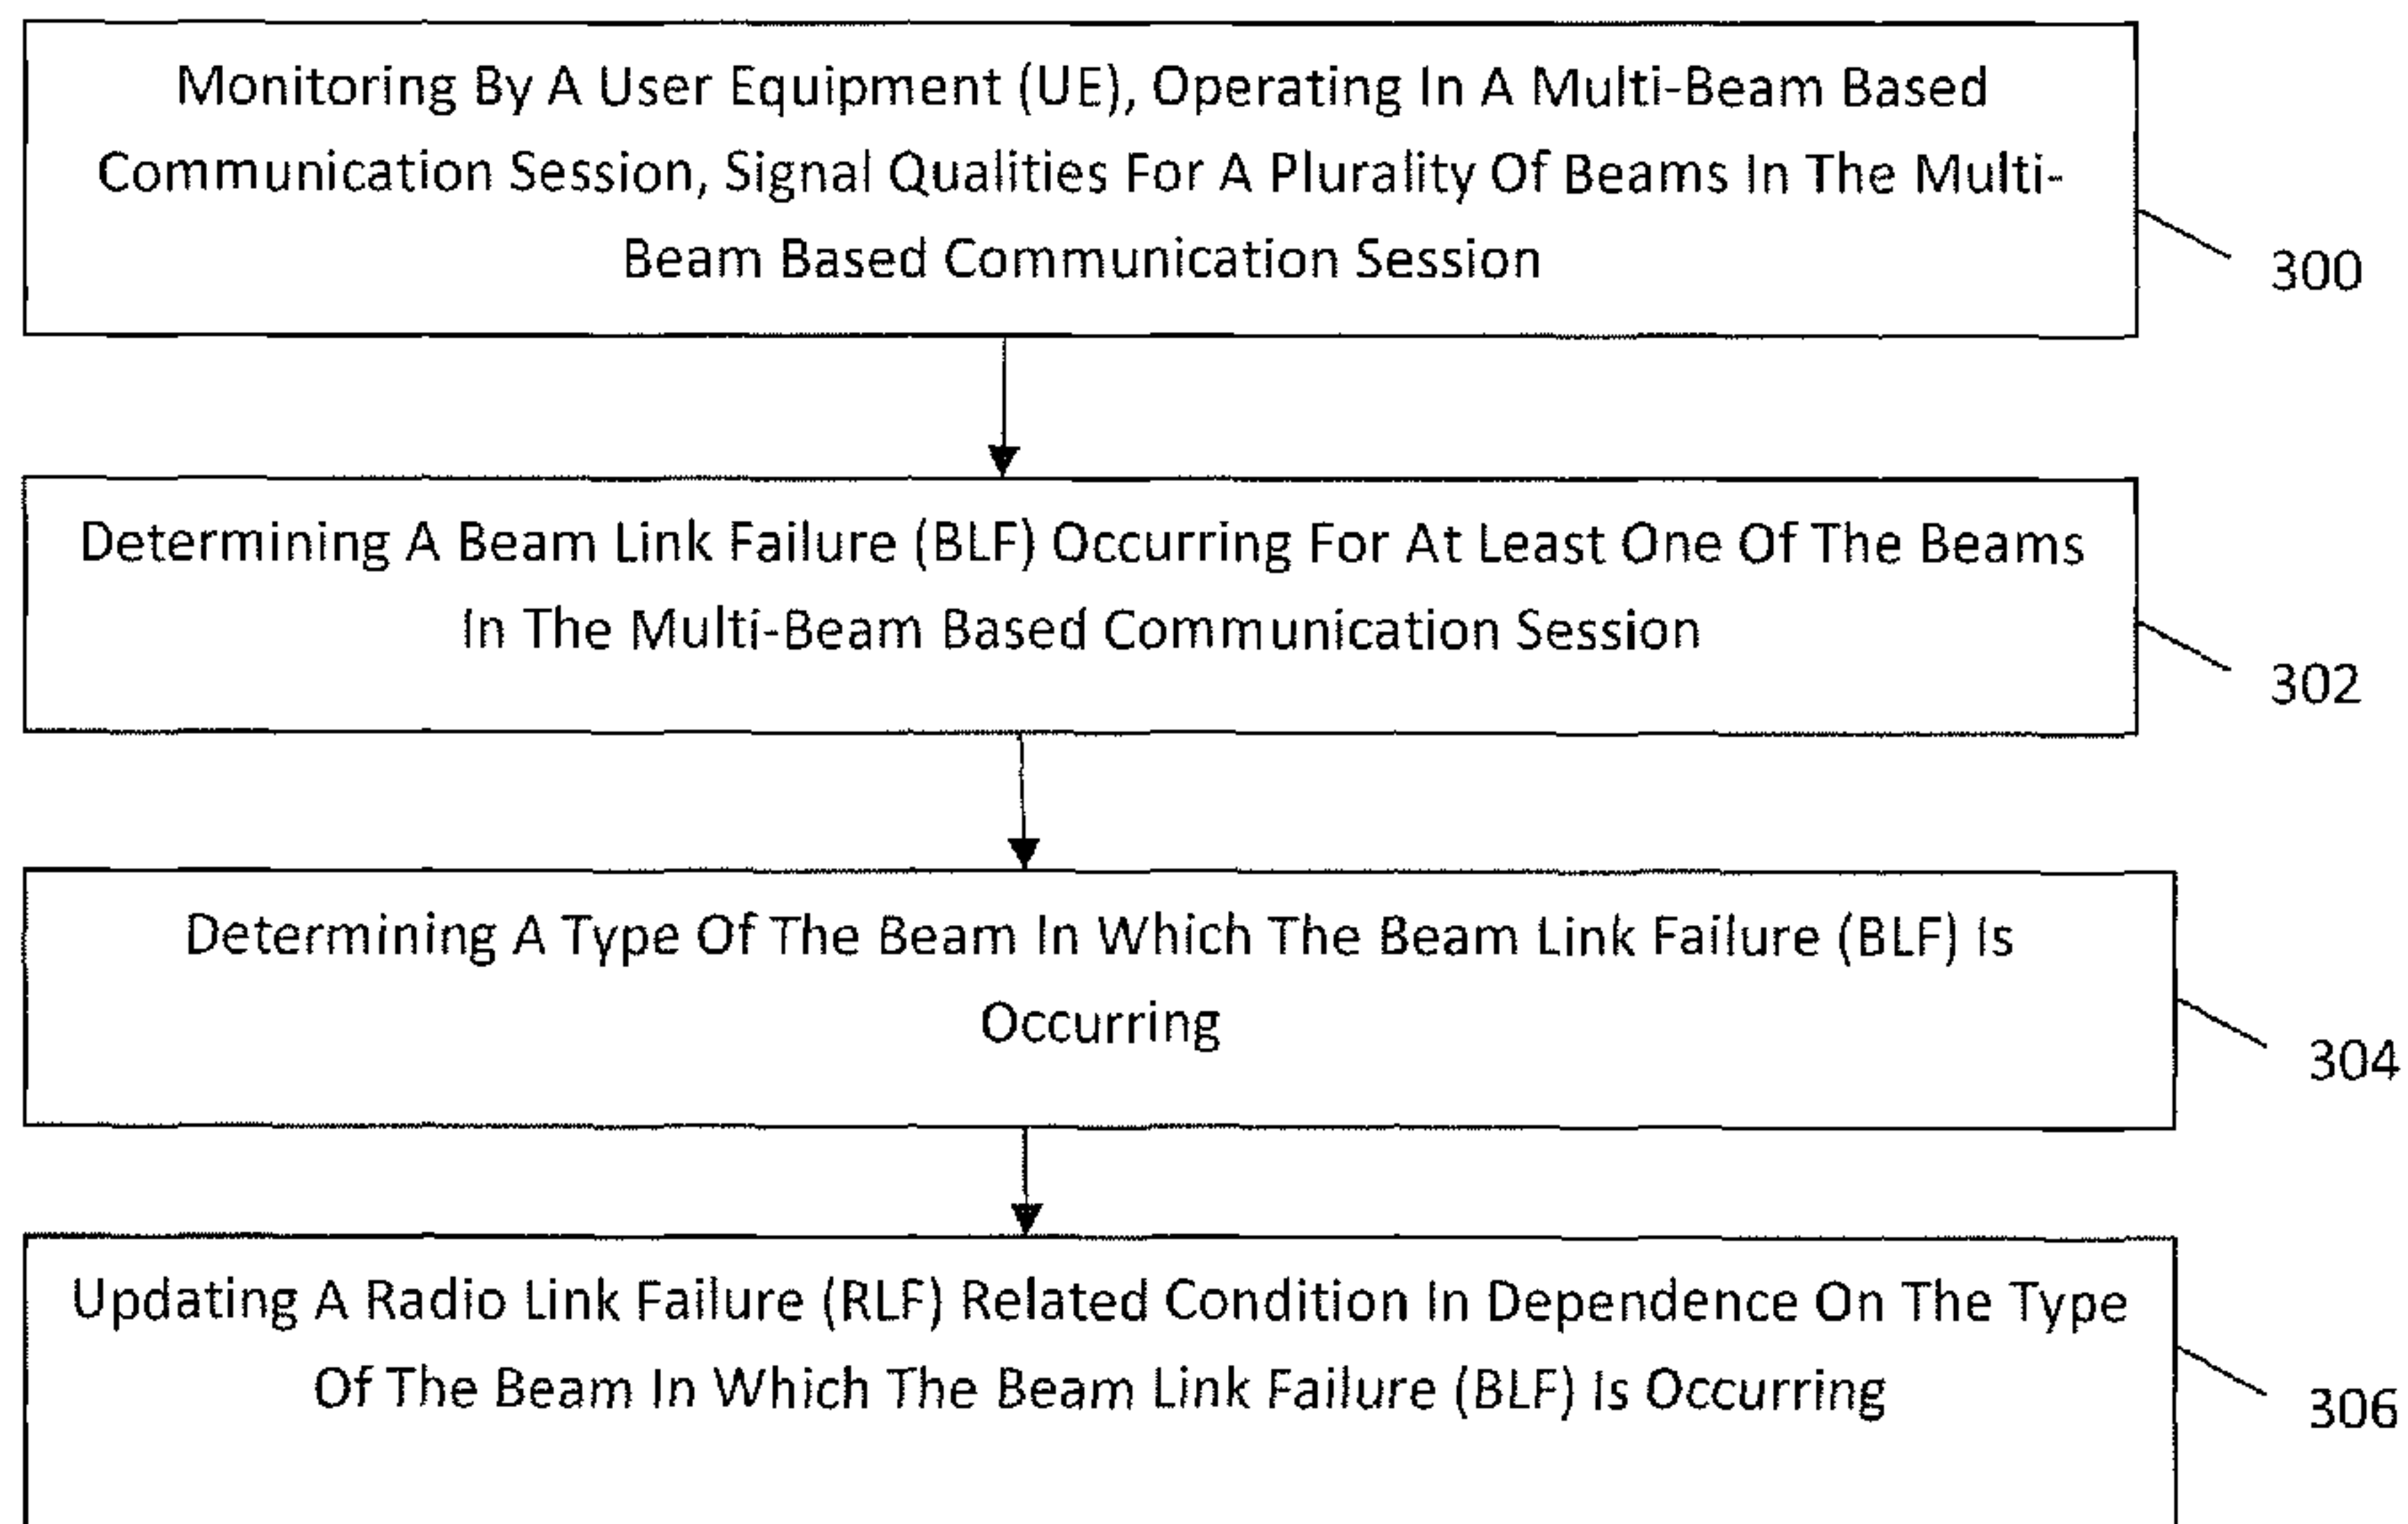 Monitoring By A User Equipment (UE), Operating In A Multi-Beam Based
Communication Session, Signal Qualities For A Plurality Of Beams In The Multi-
Beam Based Communication Session
300
Determining A Beam Link Failure (BLF) Occurring For At Least One Of The Beams
In The Multi-Beam Based Communication Session
302
Determining A Type Of The Beam In Which The Beam Link Failure (BLF) Is
Occurring
304
Updating A Radio Link Failure (RLF) Related Condition In Dependence On The Type
Of The Beam In Which The Beam Link Failure (BLF) Is Occurring
306